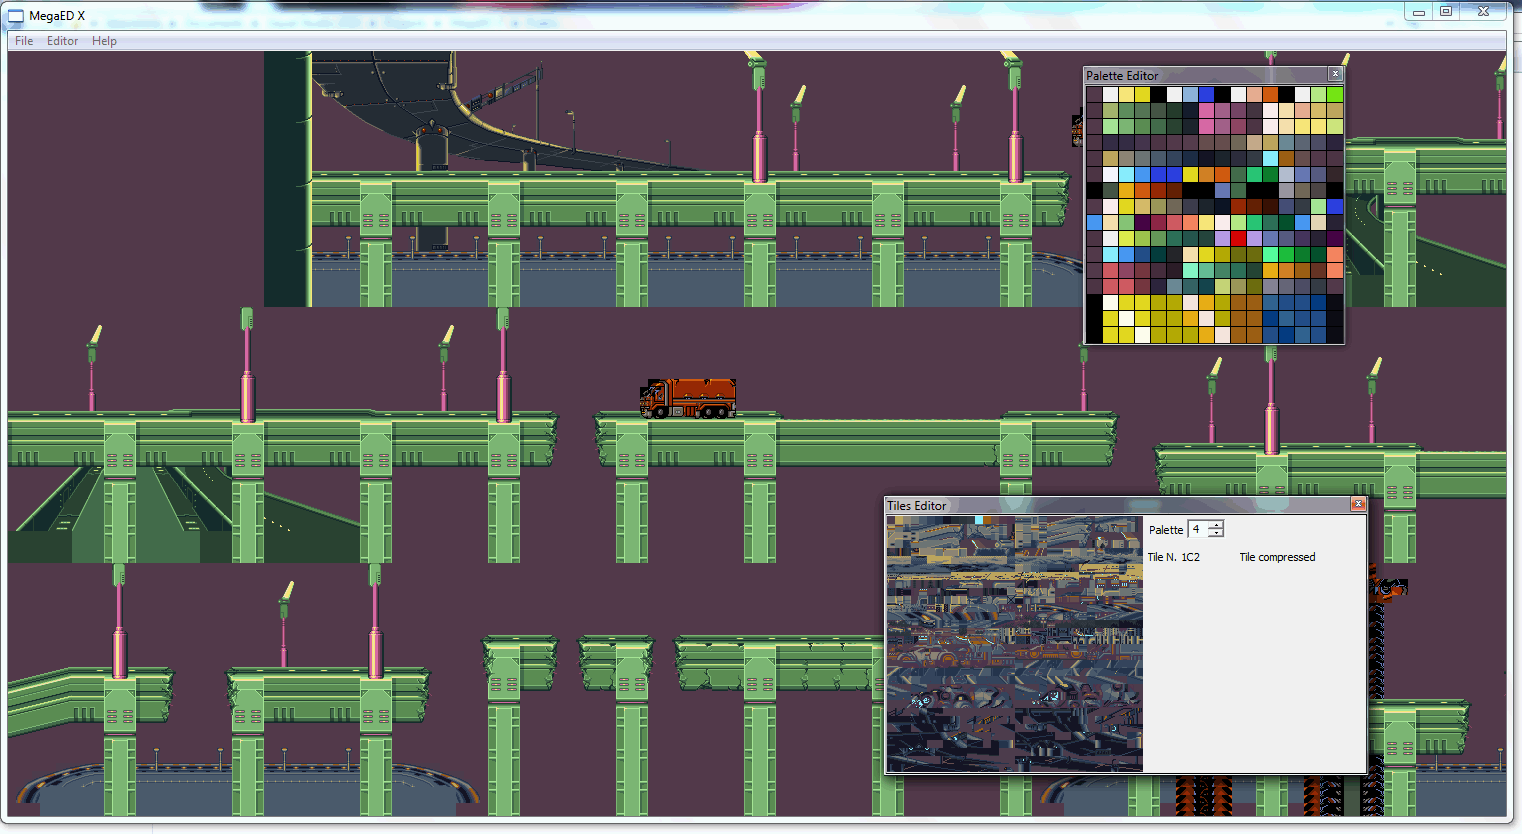 MegaED X
File Editor Help
Palette Editor
Tiles Editor
Palette 4
Tile N. 1C2 Tile compressed